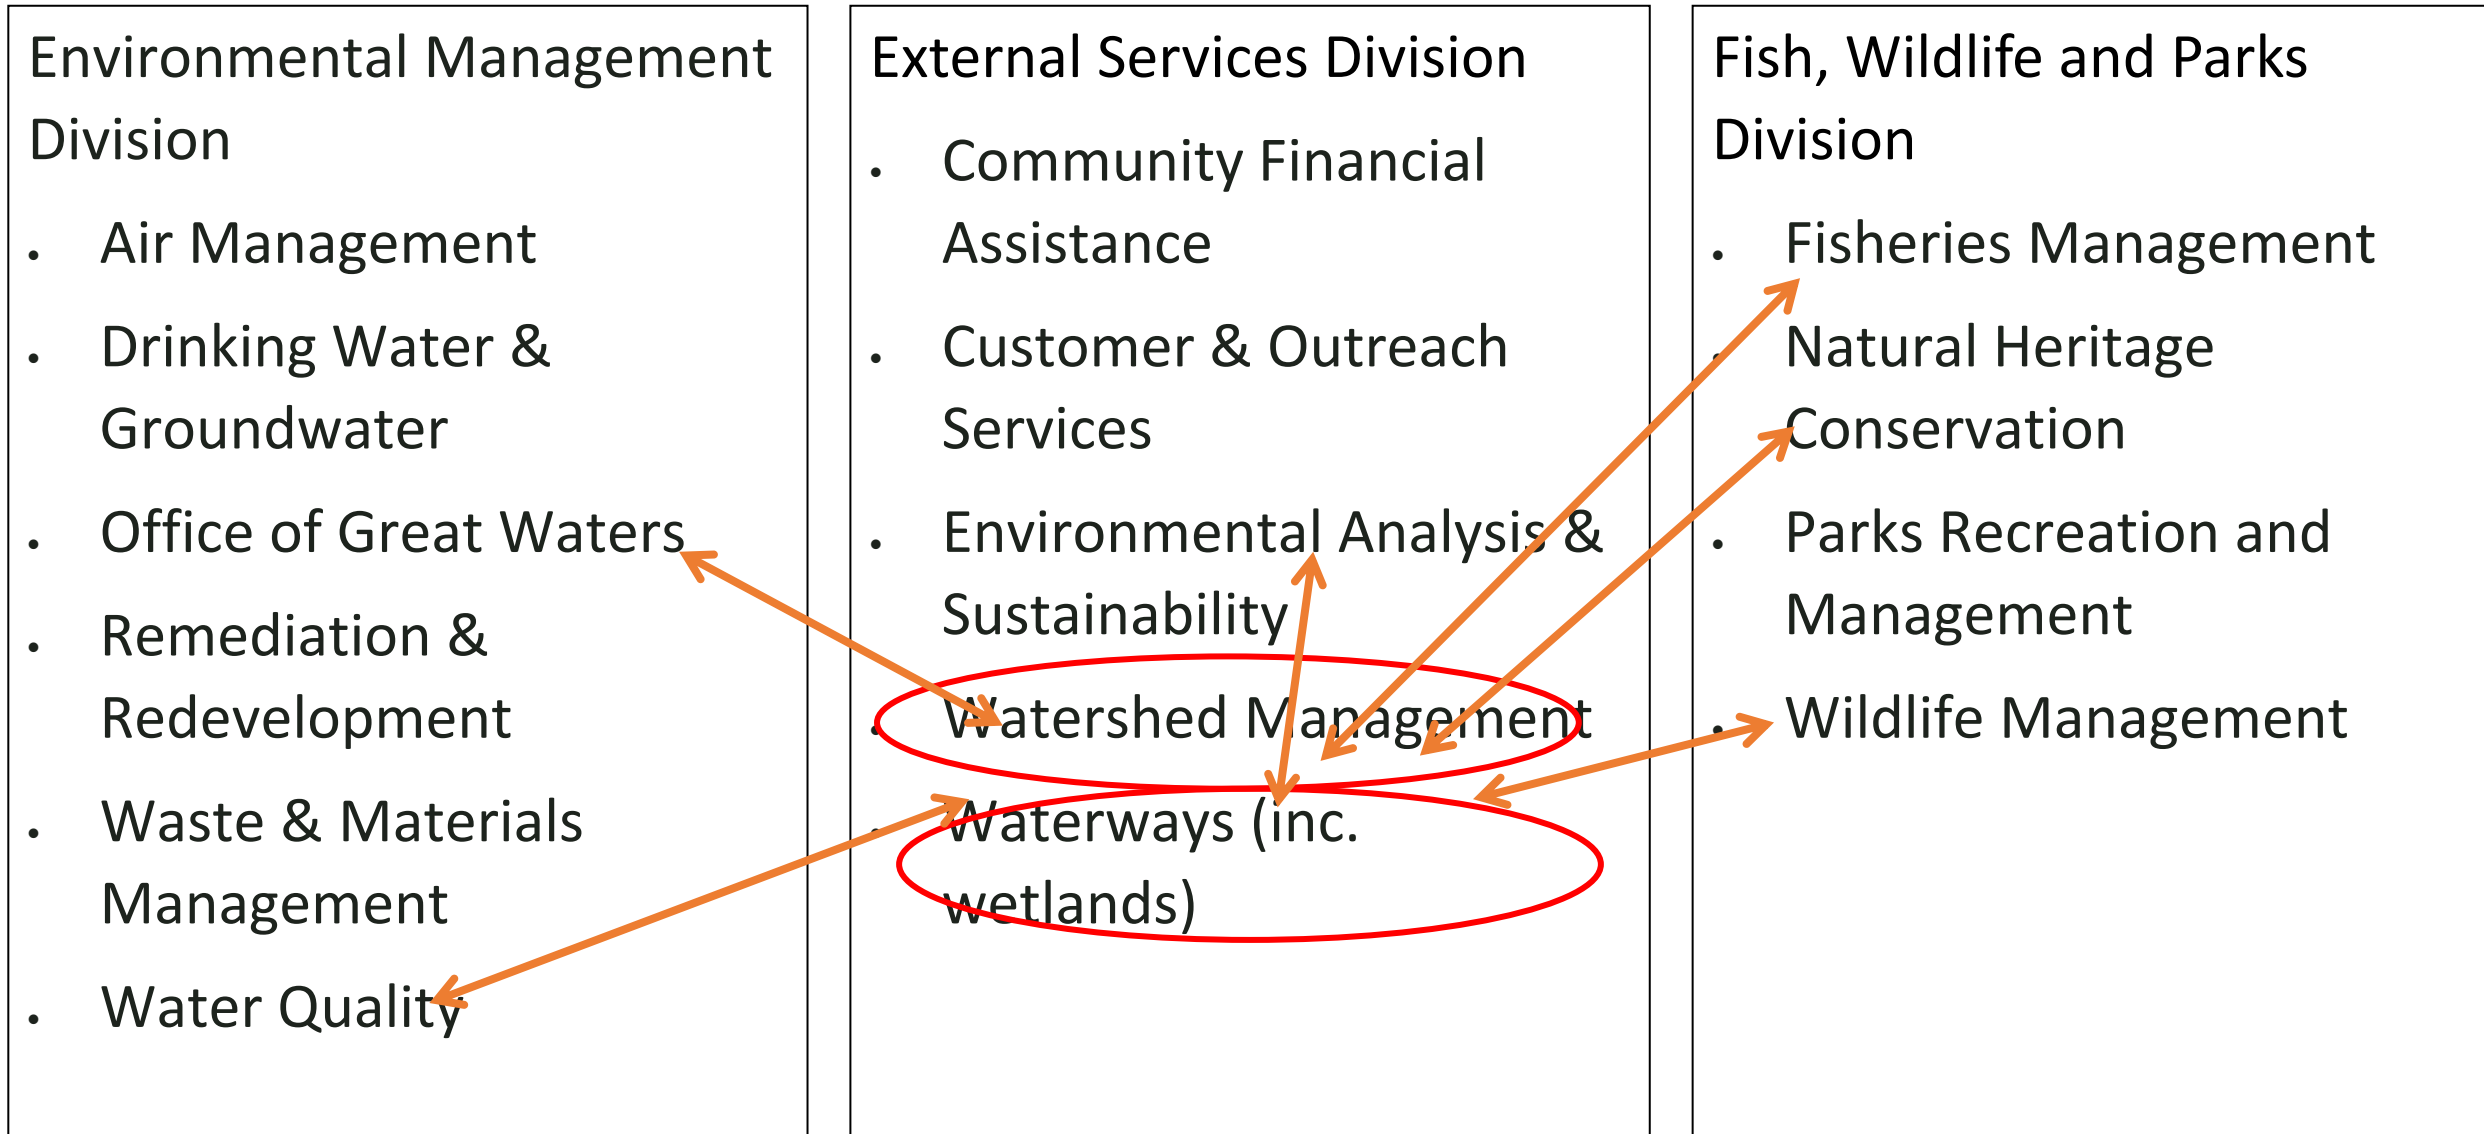 Environmental Management
Division
• Air Management
• Drinking Water &
Groundwater
• Office of Great Waters
• Remediation &
Redevelopment
• Waste & Materials
Management
• Water Quality
External Services Division
• Community Financial
Assistance
• Customer & Outreach
Services
• Environmental Analysis &
Sustainability
• Watershed Management
• Waterways (inc.
wetlands)
Fish, Wildlife and Parks
Division
• Fisheries Management
• Natural Heritage
Conservation
• Parks Recreation and
Management
• Wildlife Management